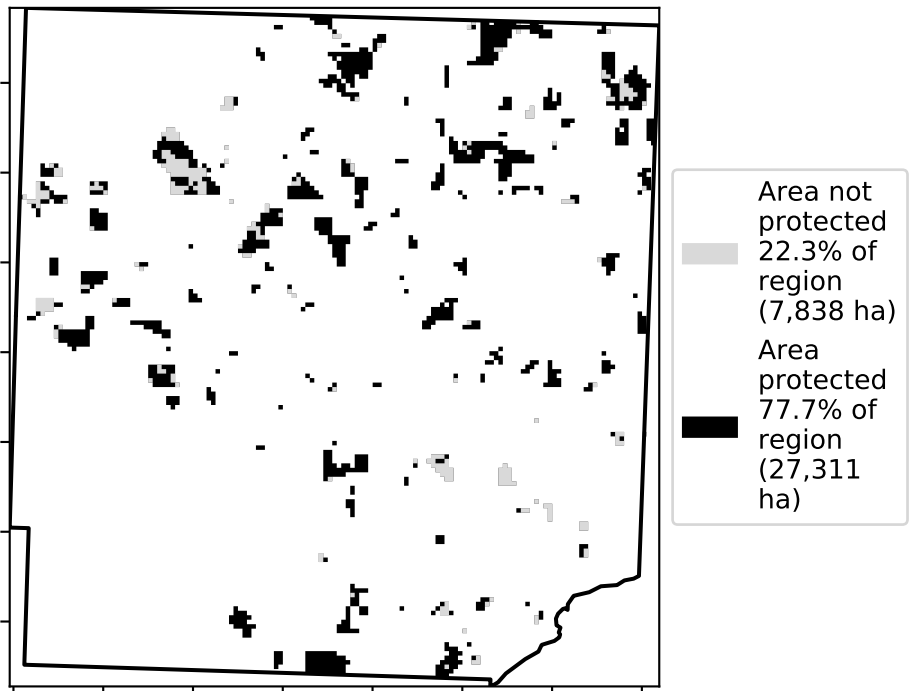 Area not
protected
22.3% of
region
(7,838 ha)
Area
protected
77.7% of
region
(27,311
ha)